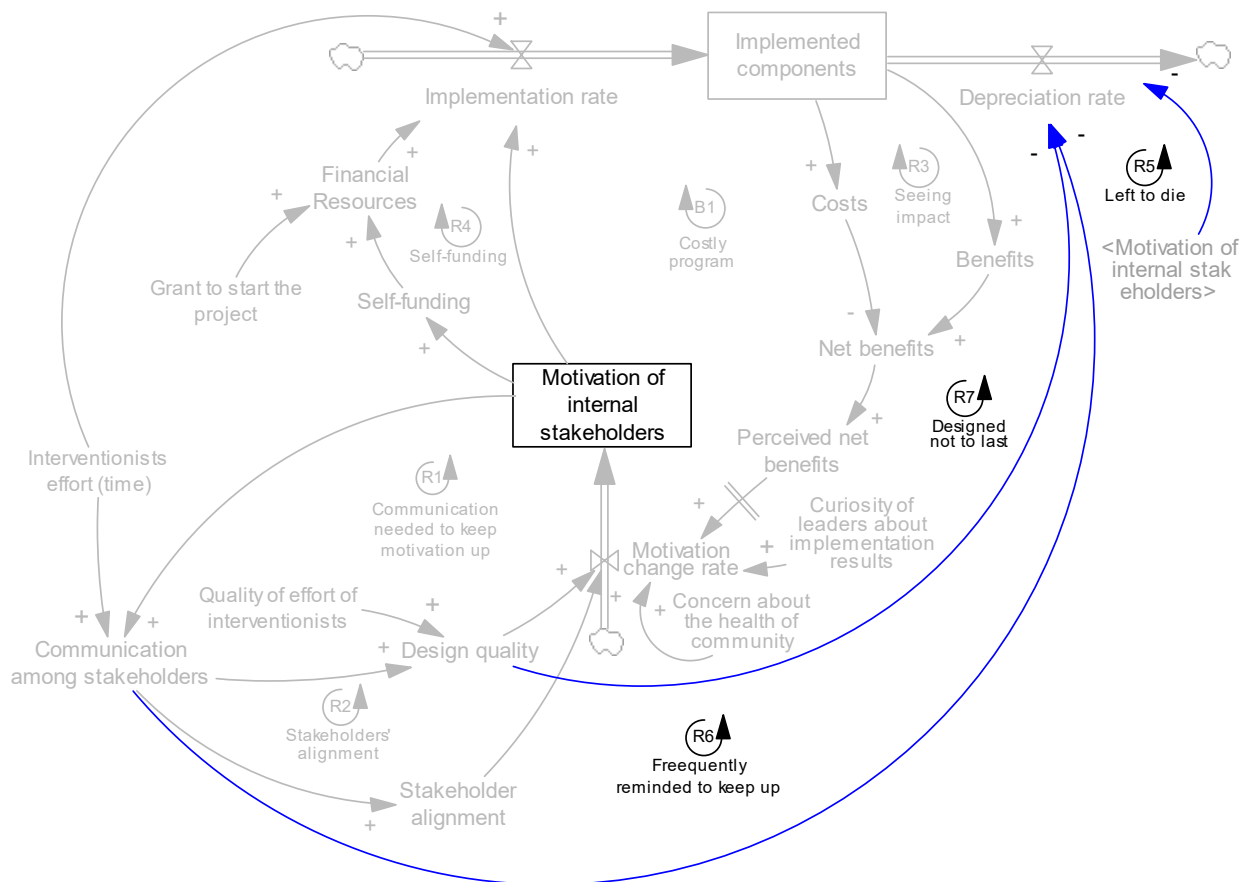 Implemented
components
Implementation rate
Depreciation rate
Financial
Resources
R4
Self-funding
B1
Costly
program
Costs
R3
Seeing
impact
R5
Left to die
Benefits
<Motivation of
internal stak
eholders>
Grant to start the
project
Self-funding
Net benefits
Motivation of
internal
stakeholders
R7
Designed
not to last
Interventionists
effort (time)
R1
Communication
needed to keep
motivation up
Perceived net
benefits
Curiosity of
leaders about
implementation
results
Motivation
change rate
Quality of effort of
interventionists
Concern about
the health of
community
Communication
among stakeholders
Design quality
R2
Stakeholders'
alignment
R6
Freequently
reminded to keep up
Stakeholder
alignment